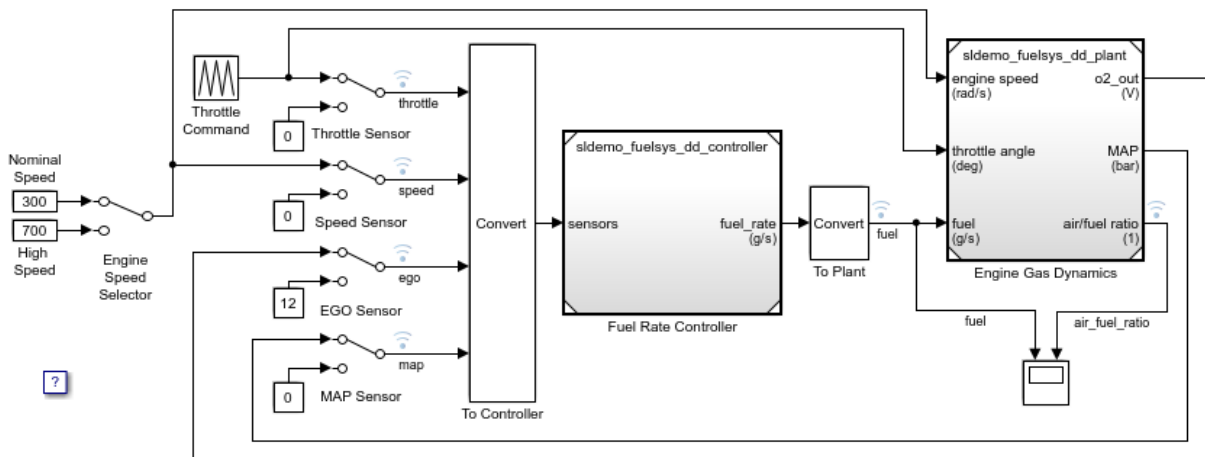 sldemo_fuelsys_dd_plant
engine speed
(rad/s)
o2_out
(V)
throttle angle
(deg)
MAP
(bar)
fuel
(g/s)
air/fuel ratio
(1)
Engine Gas Dynamics
Throttle
Command
throttle
0
Throttle Sensor
Nominal
Speed
300
700
High
Speed
Engine
Speed
Selector
speed
0
Speed Sensor
ego
12
EGO Sensor
map
0
MAP Sensor
Convert
To Controller
sldemo_fuelsys_dd_controller
sensors
fuel_rate
(g/s)
Fuel Rate Controller
Convert
To Plant
fuel
fuel
air_fuel_ratio
?